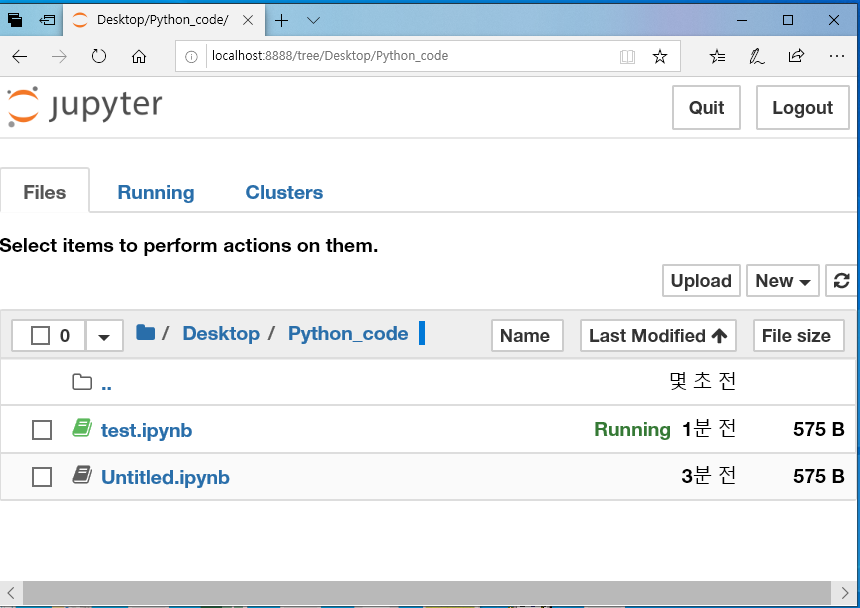 Desktop/Python_code/
localhost:8888/tree/Desktop/Python_code
jupyter
Quit
Logout
Files
Running
Clusters
Select items to perform actions on them.
Upload
New
0
/ Desktop / Python_code
Name
Last Modified
File size
..
몇 초 전
test.ipynb
Running 1분 전
575 B
Untitled.ipynb
3분 전
575 B